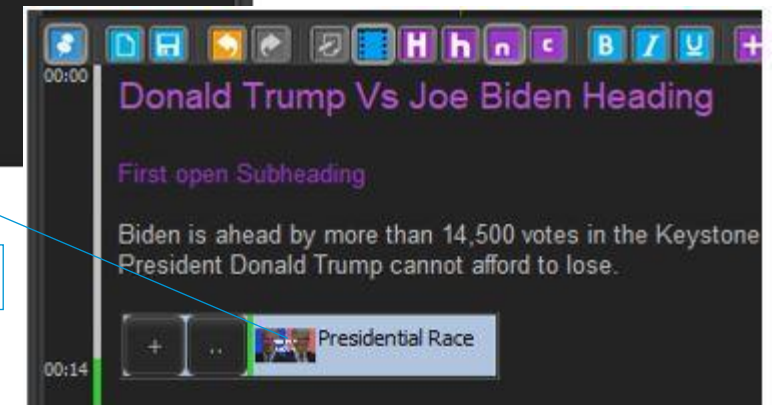 H h n c B I U +
00:00
Donald Trump Vs Joe Biden Heading
First open Subheading
Biden is ahead by more than 14,500 votes in the Keystone
President Donald Trump cannot afford to lose.
+ .. Presidential Race
00:14